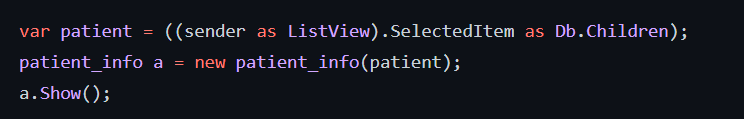 var patient = ((sender as ListView).SelectedItem as Db.Children);
patient_info a = new patient_info(patient);
a.Show();